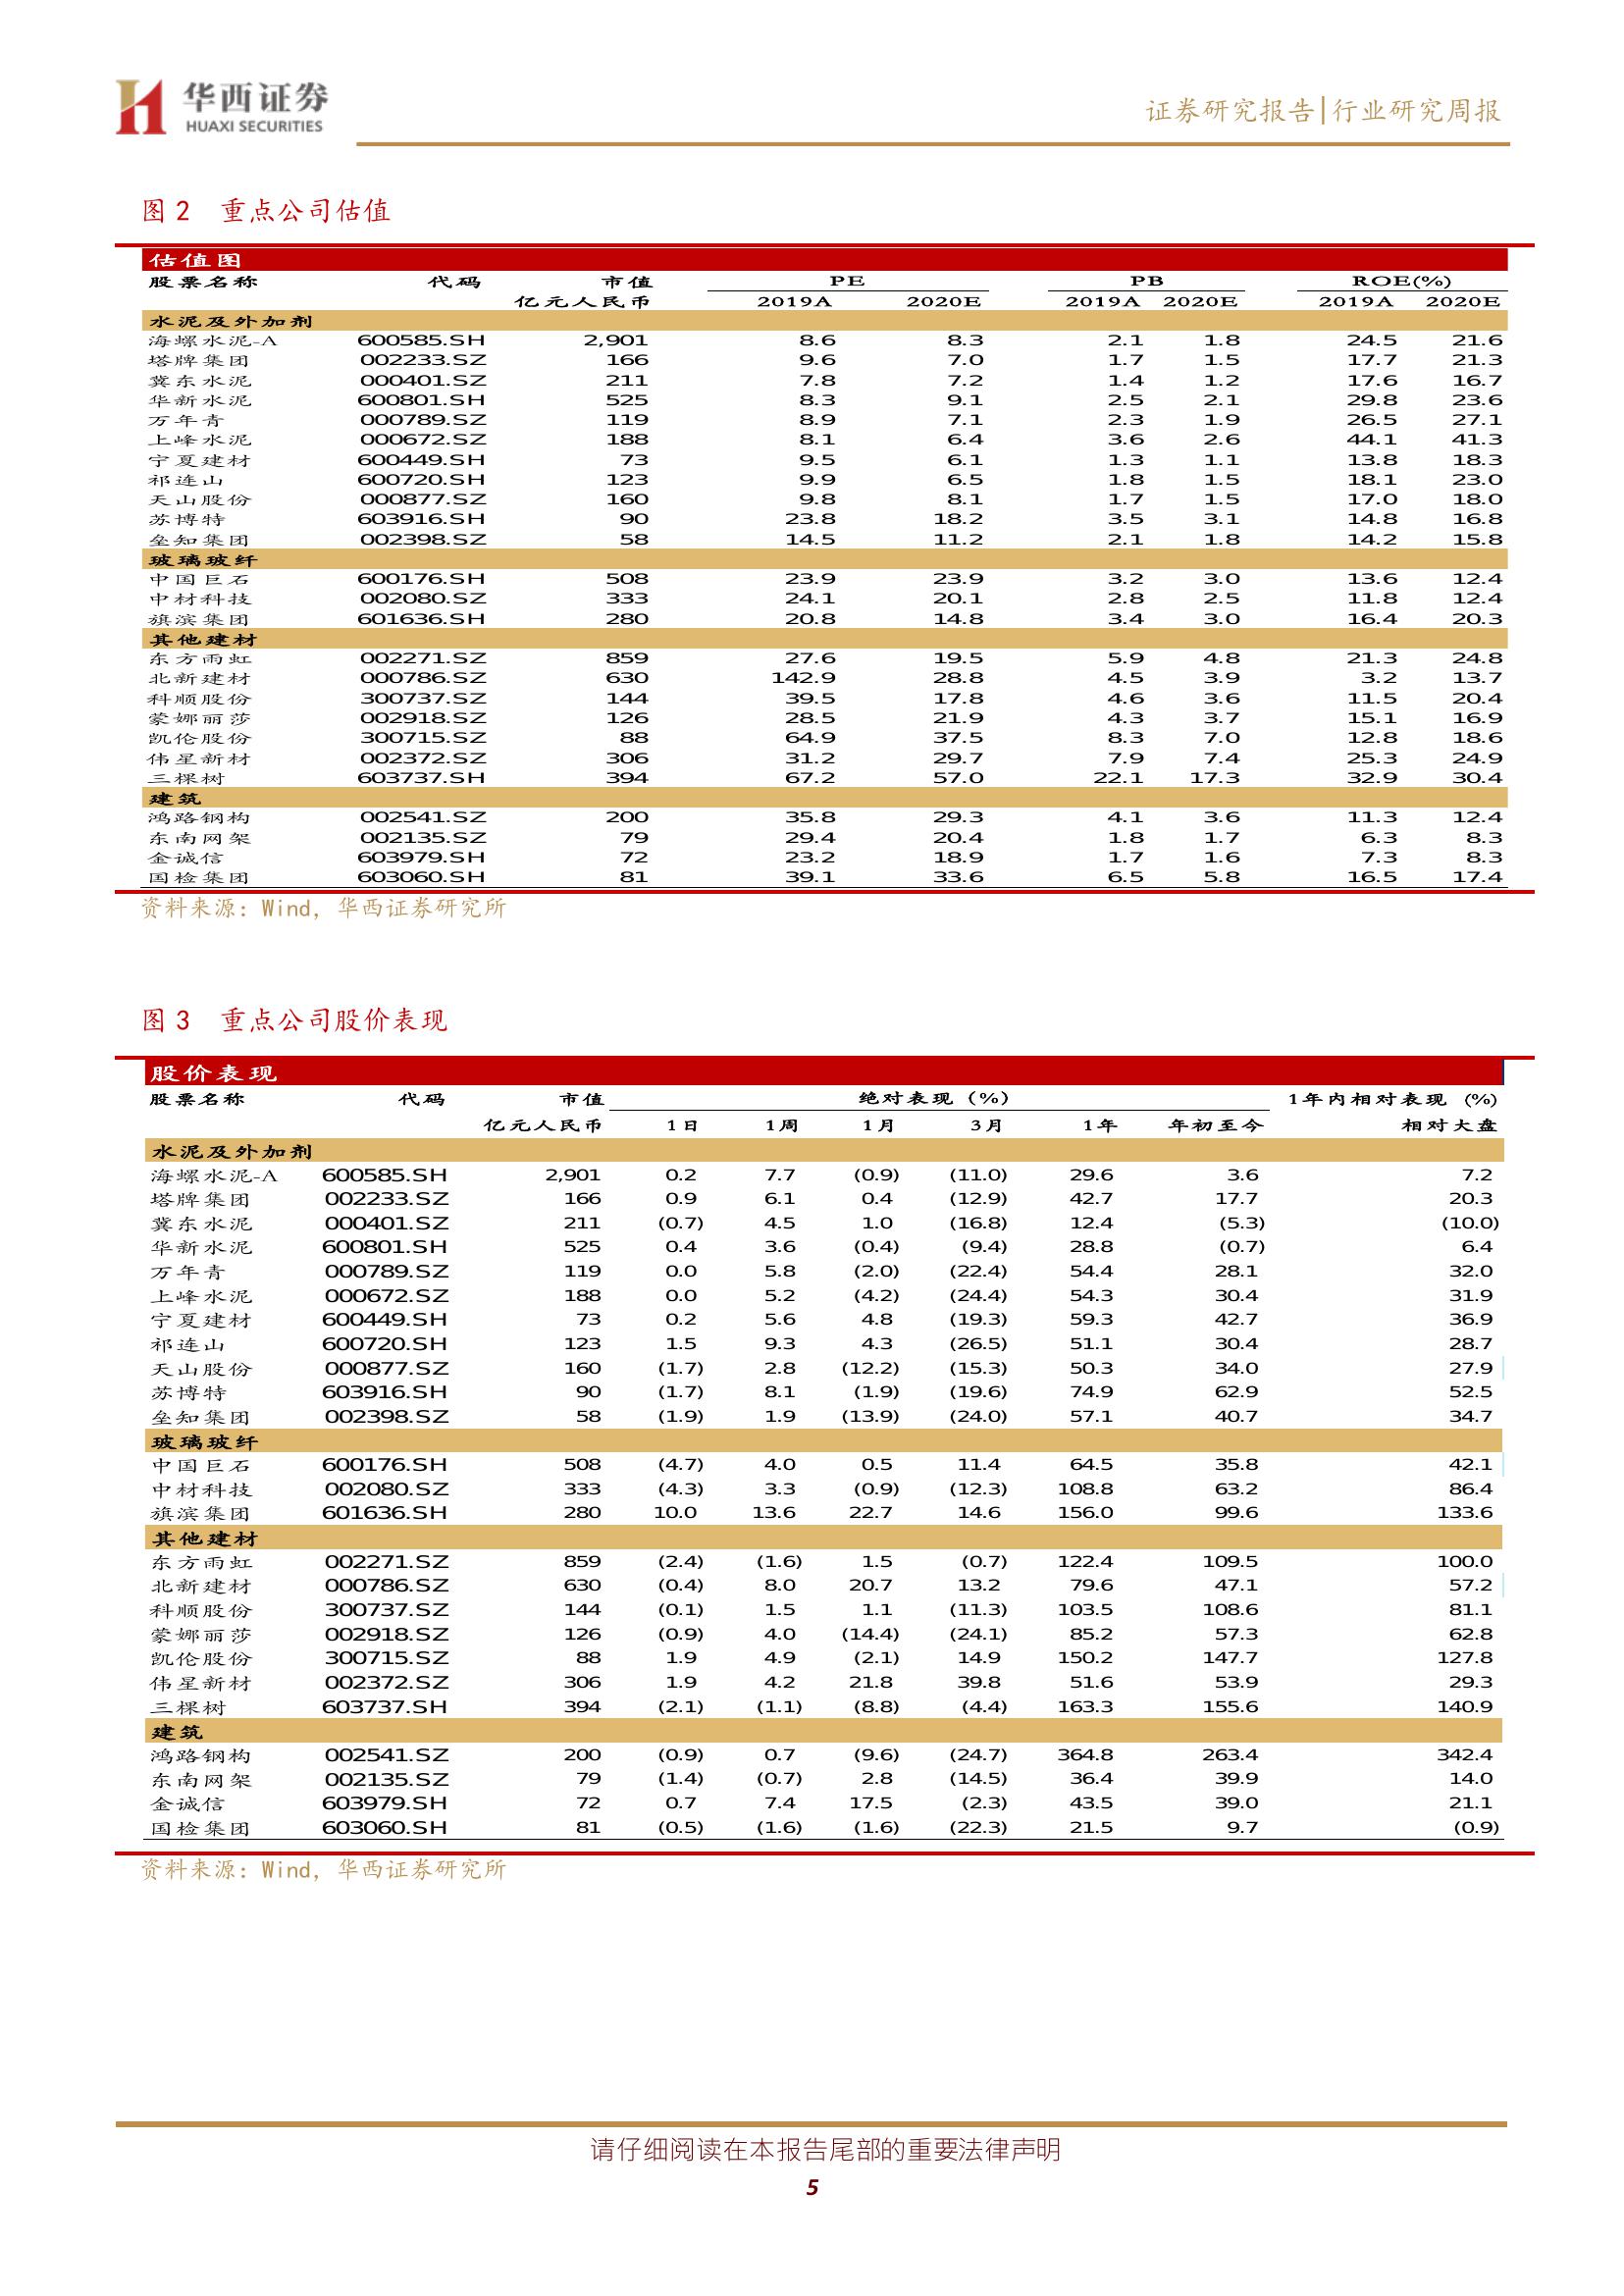 华西证券
HUAXI SECURITIES
证券研究报告|行业研究周报
图 2 重点公司估值
估值图
股票名称 代码 市值 PE PB ROE(%)
亿元人民币 2019A 2020E 2019A 2020E 2019A 2020E
水泥及外加剂
海螺水泥-A 600585.SH 2,901 8.6 8.3 2.1 1.8 24.5 21.6
塔牌集团 002233.SZ 166 9.6 7.0 1.7 1.5 17.7 21.3
冀东水泥 000401.SZ 211 7.8 7.2 1.4 1.2 17.6 16.7
华新水泥 600801.SH 525 8.3 9.1 2.5 2.1 29.8 23.6
万年青 000789.SZ 119 8.9 7.1 2.3 1.9 26.5 27.1
上峰水泥 000672.SZ 188 8.1 6.4 3.6 2.6 44.1 41.3
宁夏建材 600449.SH 73 9.5 6.1 1.3 1.1 13.8 18.3
祁连山 600720.SH 123 9.9 6.5 1.8 1.5 18.1 23.0
天山股份 000877.SZ 160 9.8 8.1 1.7 1.5 17.0 18.0
苏博特 603916.SH 90 23.8 18.2 3.5 3.1 14.8 16.8
垒知集团 002398.SZ 58 14.5 11.2 2.1 1.8 14.2 15.8
玻璃玻纤
中国巨石 600176.SH 508 23.9 23.9 3.2 3.0 13.6 12.4
中材科技 002080.SZ 333 24.1 20.1 2.8 2.5 11.8 12.4
旗滨集团 601636.SH 280 20.8 14.8 3.4 3.0 16.4 20.3
其他建材
东方雨虹 002271.SZ 859 27.6 19.5 5.9 4.8 21.3 24.8
北新建材 000786.SZ 630 142.9 28.8 4.5 3.9 3.2 13.7
科顺股份 300737.SZ 144 39.5 17.8 4.6 3.6 11.5 20.4
蒙娜丽莎 002918.SZ 126 28.5 21.9 4.3 3.7 15.1 16.9
凯伦股份 300715.SZ 88 64.9 37.5 8.3 7.0 12.8 18.6
伟星新材 002372.SZ 306 31.2 29.7 7.9 7.4 25.3 24.9
三棵树 603737.SH 394 67.2 57.0 22.1 17.3 32.9 30.4
建筑
鸿路钢构 002541.SZ 200 35.8 29.3 4.1 3.6 11.3 12.4
东南网架 002135.SZ 79 29.4 20.4 1.8 1.7 6.3 8.3
金诚信 603979.SH 72 23.2 18.9 1.7 1.6 7.3 8.3
国检集团 603060.SH 81 39.1 33.6 6.5 5.8 16.5 17.4
资料来源：Wind，华西证券研究所
图 3 重点公司股价表现
股价表现
股票名称 代码 市值 绝对表现 (%) 1年内相对表现 (%)
亿元人民币 1日 1周 1月 3月 1年 年初至今 相对大盘
水泥及外加剂
海螺水泥-A 600585.SH 2,901 0.2 7.7 (0.9) (11.0) 29.6 3.6 7.2
塔牌集团 002233.SZ 166 0.9 6.1 0.4 (12.9) 42.7 17.7 20.3
冀东水泥 000401.SZ 211 (0.7) 4.5 1.0 (16.8) 12.4 (5.3) (10.0)
华新水泥 600801.SH 525 0.4 3.6 (0.4) (9.4) 28.8 (0.7) 6.4
万年青 000789.SZ 119 0.0 5.8 (2.0) (22.4) 54.4 28.1 32.0
上峰水泥 000672.SZ 188 0.0 5.2 (4.2) (24.4) 54.3 30.4 31.9
宁夏建材 600449.SH 73 0.2 5.6 4.8 (19.3) 59.3 42.7 36.9
祁连山 600720.SH 123 1.5 9.3 4.3 (26.5) 51.1 30.4 28.7
天山股份 000877.SZ 160 (1.7) 2.8 (12.2) (15.3) 50.3 34.0 27.9
苏博特 603916.SH 90 (1.7) 8.1 (1.9) (19.6) 74.9 62.9 52.5
垒知集团 002398.SZ 58 (1.9) 1.9 (13.9) (24.0) 57.1 40.7 34.7
玻璃玻纤
中国巨石 600176.SH 508 (4.7) 4.0 0.5 11.4 64.5 35.8 42.1
中材科技 002080.SZ 333 (4.3) 3.3 (0.9) (12.3) 108.8 63.2 86.4
旗滨集团 601636.SH 280 10.0 13.6 22.7 14.6 156.0 99.6 133.6
其他建材
东方雨虹 002271.SZ 859 (2.4) (1.6) 1.5 (0.7) 122.4 109.5 100.0
北新建材 000786.SZ 630 (0.4) 8.0 20.7 13.2 79.6 47.1 57.2
科顺股份 300737.SZ 144 (0.1) 1.5 1.1 (11.3) 103.5 108.6 81.1
蒙娜丽莎 002918.SZ 126 (0.9) 4.0 (14.4) (24.1) 85.2 57.3 62.8
凯伦股份 300715.SZ 88 1.9 4.9 (2.1) 14.9 150.2 147.7 127.8
伟星新材 002372.SZ 306 1.9 4.2 21.8 39.8 51.6 53.9 29.3
三棵树 603737.SH 394 (2.1) (1.1) (8.8) (4.4) 163.3 155.6 140.9
建筑
鸿路钢构 002541.SZ 200 (0.9) 0.7 (9.6) (24.7) 364.8 263.4 342.4
东南网架 002135.SZ 79 (1.4) (0.7) 2.8 (14.5) 36.4 39.9 14.0
金诚信 603979.SH 72 0.7 7.4 17.5 (2.3) 43.5 39.0 21.1
国检集团 603060.SH 81 (0.5) (1.6) (1.6) (22.3) 21.5 9.7 (0.9)
资料来源：Wind，华西证券研究所
请仔细阅读在本报告尾部的重要法律声明
5